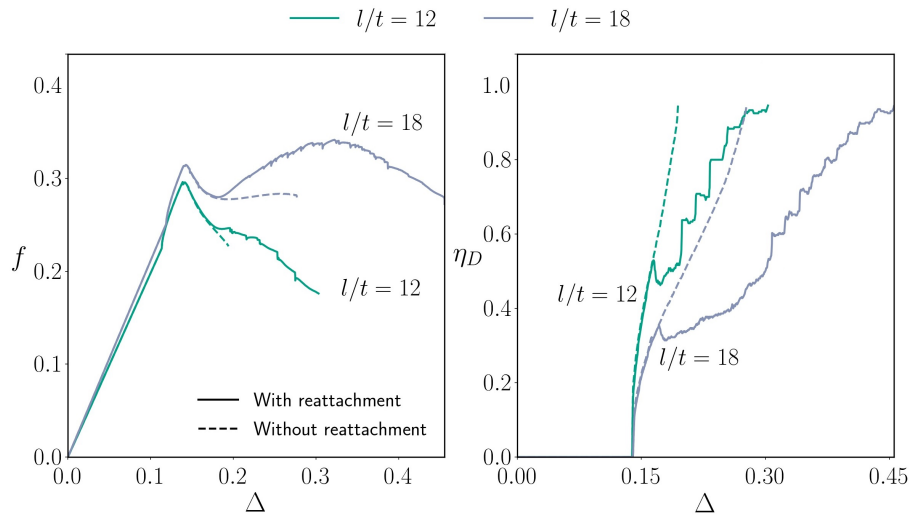 l/t = 12
l/t = 18
0.4
0.3
0.2
0.1
0.0
f
l/t = 18
l/t = 12
With reattachment
Without reattachment
0.0
0.1
0.2
0.3
0.4
Δ
1.0
0.8
0.6
0.4
0.2
0.0
η_D
l/t = 12
l/t = 18
0.00
0.15
0.30
0.45
Δ